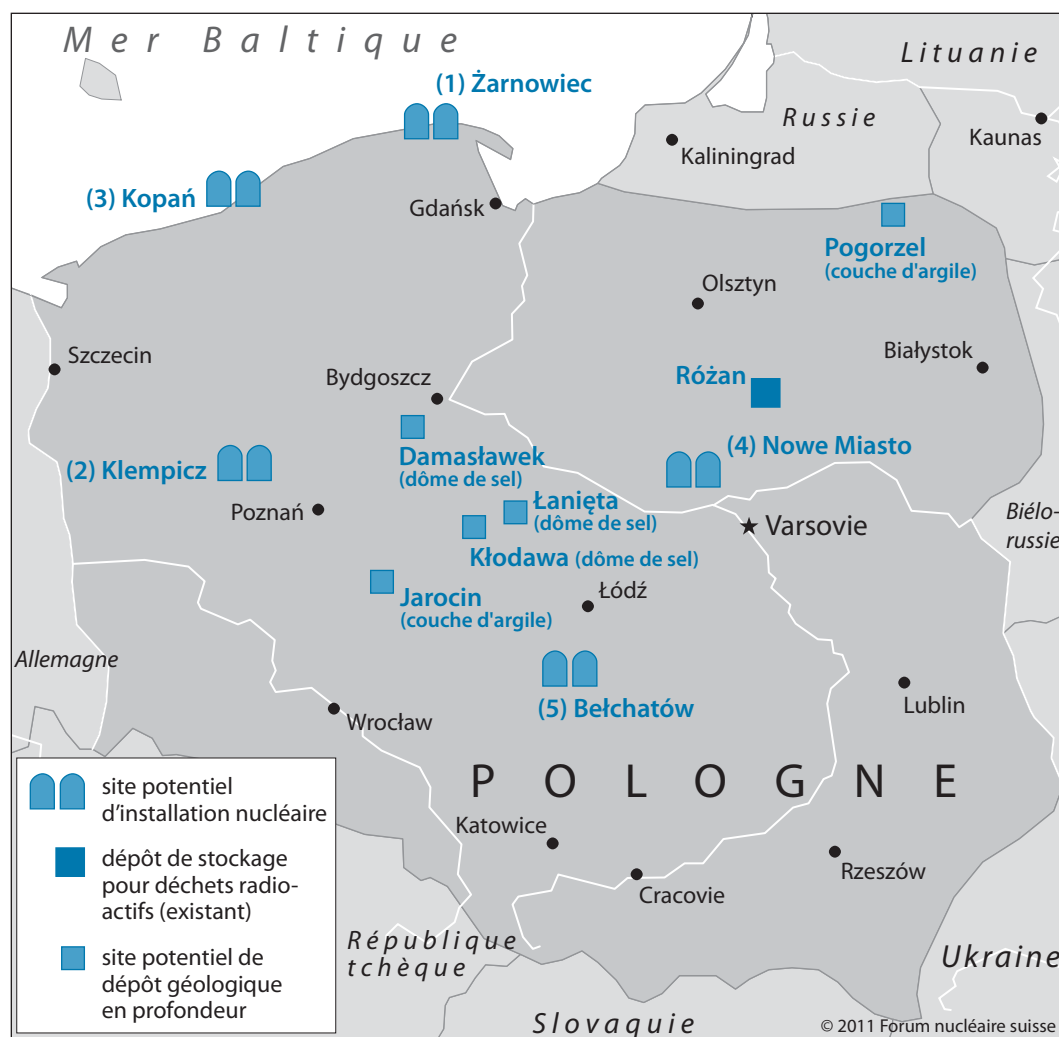 Mer Baltique
Lituanie
(1) Żarnowiec
Russie
Kaunas
Kaliningrad
(3) Kopań
Gdańsk
Pogorzel
(couche d'argile)
Olsztyn
Szczecin
Białystok
Bydgoszcz
Różan
(4) Nowe Miasto
Damasławek
(dôme de sel)
(2) Klempicz
Łanięta
(dôme de sel)
Poznań
Varsovie
Biélo-
russie
Kłodawa (dôme de sel)
Jarocin
(couche d'argile)
Łódź
Allemagne
(5) Bełchatów
Lublin
Wrocław
POLOGNE
Katowice
Rzeszów
Cracovie
République
tchèque
Ukraine
Slovaquie
site potentiel
d'installation nucléaire
dépôt de stockage
pour déchets radio-
actifs (existant)
site potentiel de
dépôt géologique
en profondeur
© 2011 Forum nucléaire suisse